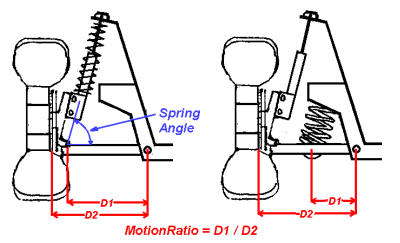 Spring
Angle
D1
D2
D1
D2
MotionRatio = D1 / D2